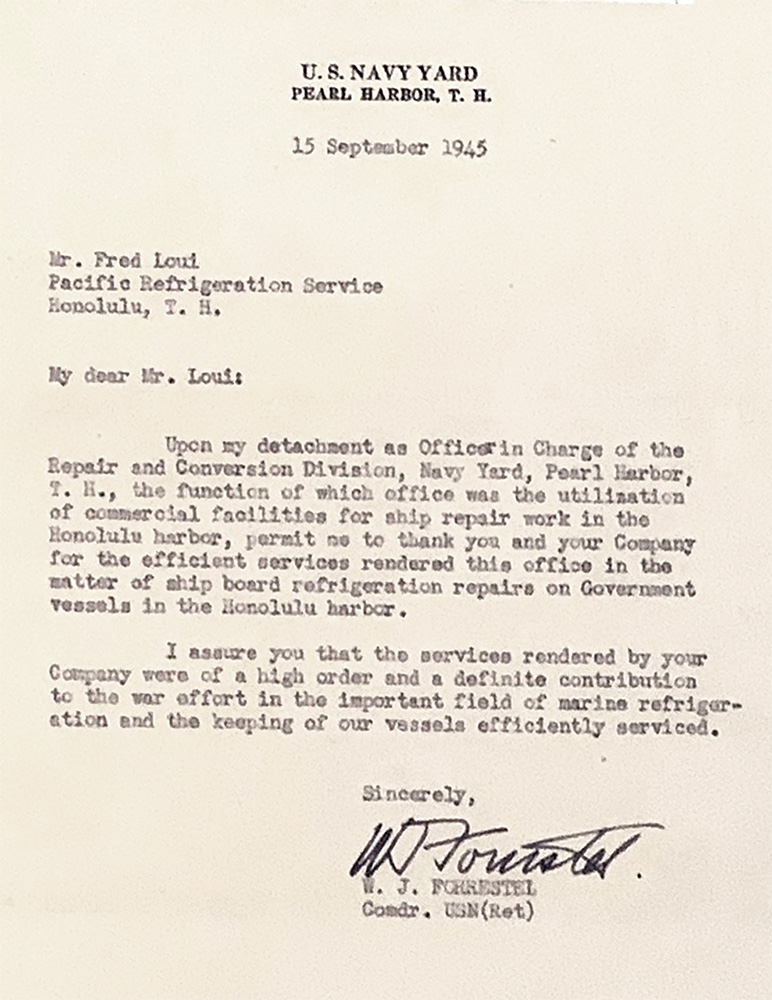 U. S. NAVY YARD
PEARL HARBOR, T. H.
15 September 1945
Mr. Fred Loui
Pacific Refrigeration Service
Honolulu, T. H.
My dear Mr. Loui:
Upon my detachment as Officer in Charge of the
Repair and Conversion Division, Navy Yard, Pearl Harbor,
T. H., the function of which office was the utilization
of commercial facilities for ship repair work in the
Honolulu harbor, permit me to thank you and your Company
for the efficient services rendered this office in the
matter of ship board refrigeration repairs on Government
vessels in the Honolulu harbor.
I assure you that the services rendered by your
Company were of a high order and a definite contribution
to the war effort in the important field of marine refriger-
ation and the keeping of our vessels efficiently serviced.
Sincerely,
WJ Forrestel.
W. J. FORRESTEL
Comdr. USN(Ret)